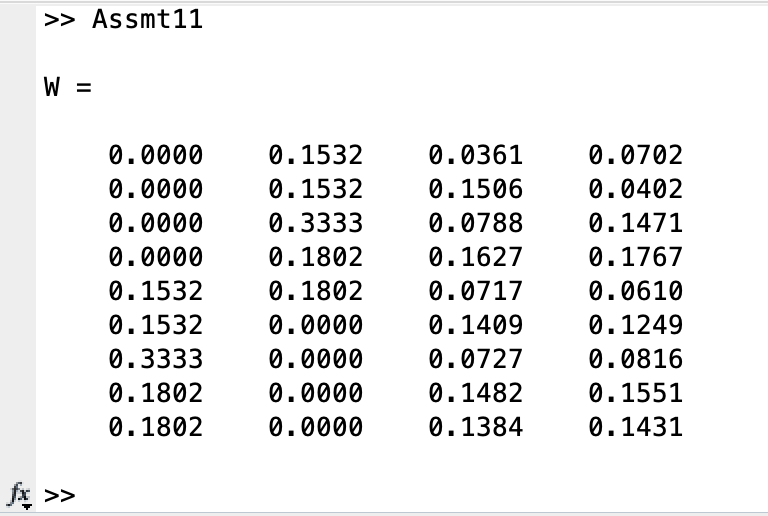 >> Assmt11
W =
0.0000 0.1532 0.0361 0.0702
0.0000 0.1532 0.1506 0.0402
0.0000 0.3333 0.0788 0.1471
0.0000 0.1802 0.1627 0.1767
0.1532 0.1802 0.0717 0.0610
0.1532 0.0000 0.1409 0.1249
0.3333 0.0000 0.0727 0.0816
0.1802 0.0000 0.1482 0.1551
0.1802 0.0000 0.1384 0.1431
fx >>